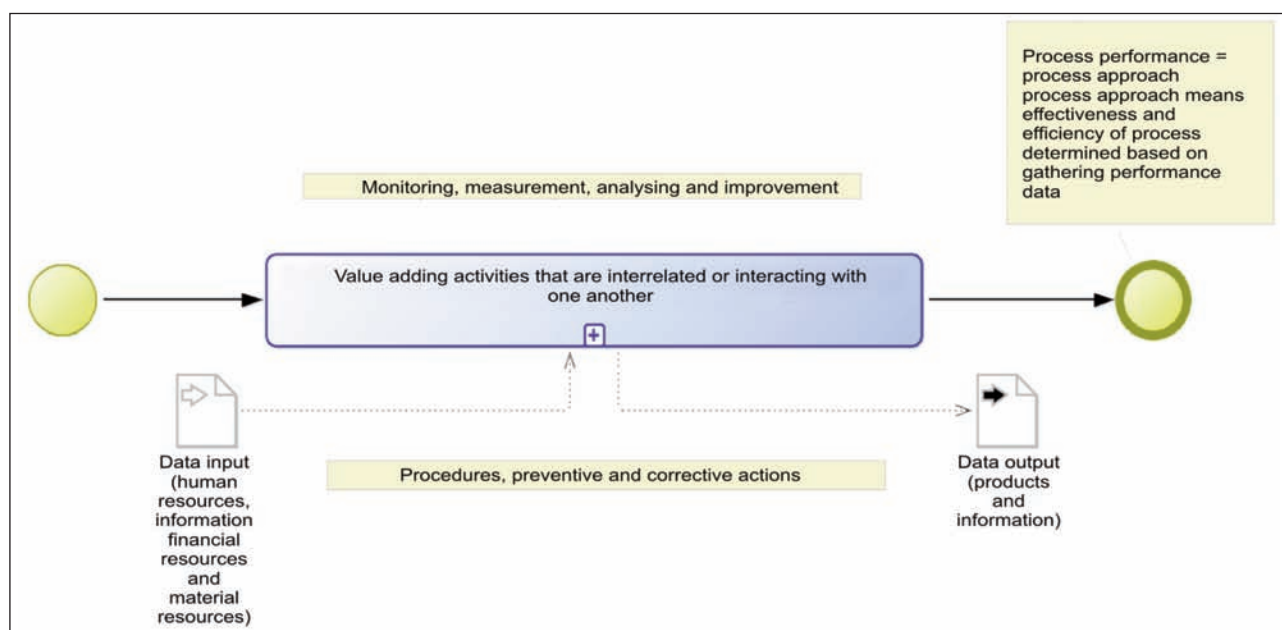 Process performance =
process approach
process approach means
effectiveness and
efficiency of process
determined based on
gathering performance
data
Monitoring, measurement, analysing and improvement
Value adding activities that are interrelated or interacting with
one another
Data input
(human
resources,
information
financial
resources
and
material
resources)
Procedures, preventive and corrective actions
Data output
(products
and
information)